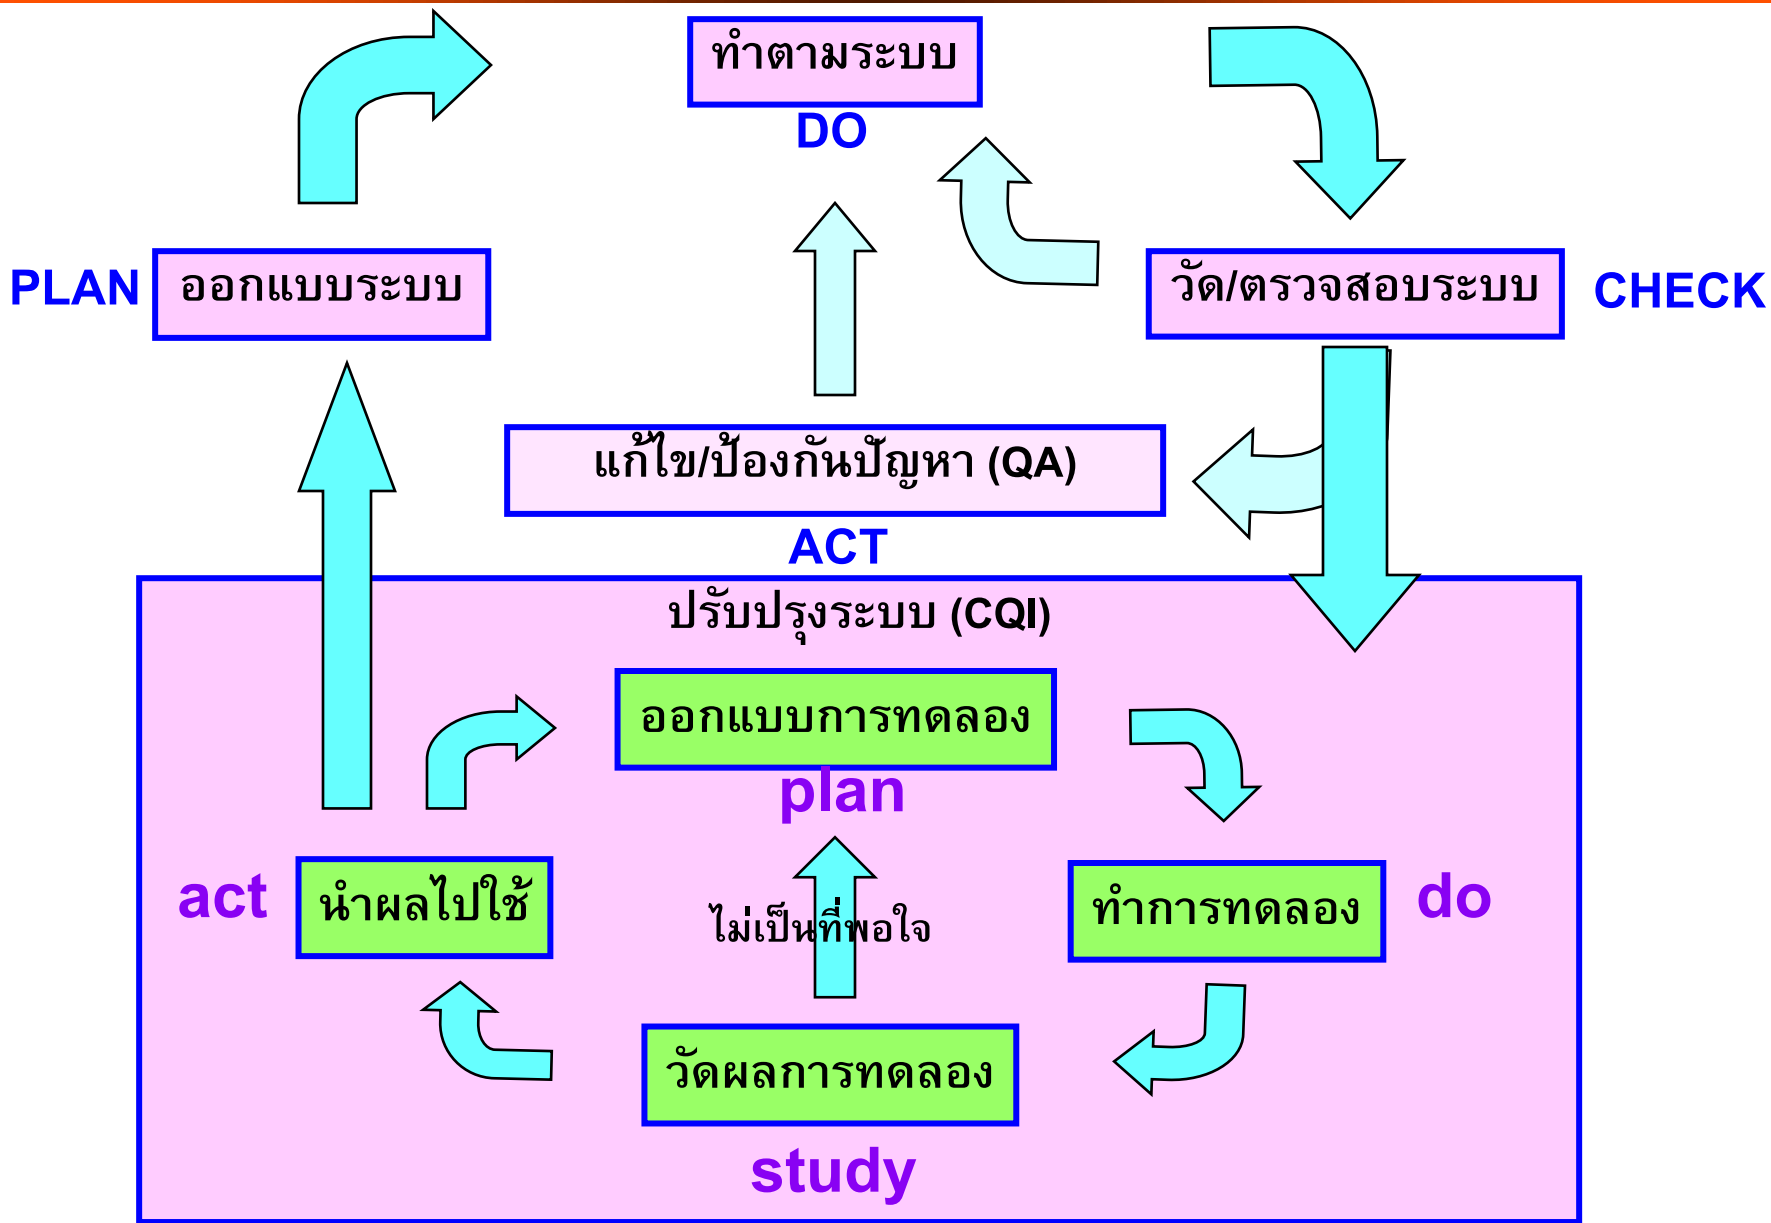 ทำตามระบบ
DO
PLAN
ออกแบบระบบ
วัด/ตรวจสอบระบบ
CHECK
แก้ไข/ป้องกันปัญหา (QA)
ACT
ปรับปรุงระบบ (CQI)
ออกแบบการทดลอง
plan
act
นำผลไปใช้
ไม่เป็นที่พอใจ
ทำการทดลอง
do
วัดผลการทดลอง
study